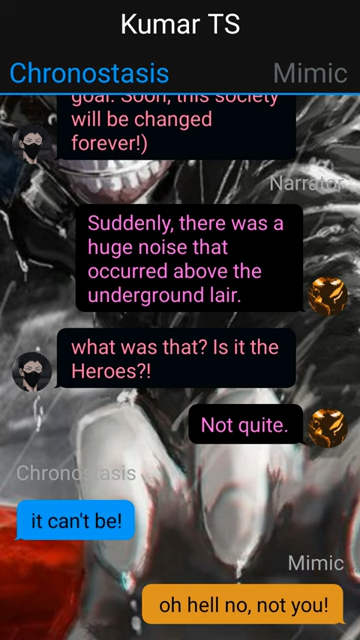 Kumar TS
Chronostasis
Mimic
goal. Soon, this society
will be changed
forever!)
Narrator
Suddenly, there was a
huge noise that
occurred above the
underground lair.
what was that? Is it the
Heroes?!
Not quite.
Chronostasis
it can't be!
Mimic
oh hell no, not you!